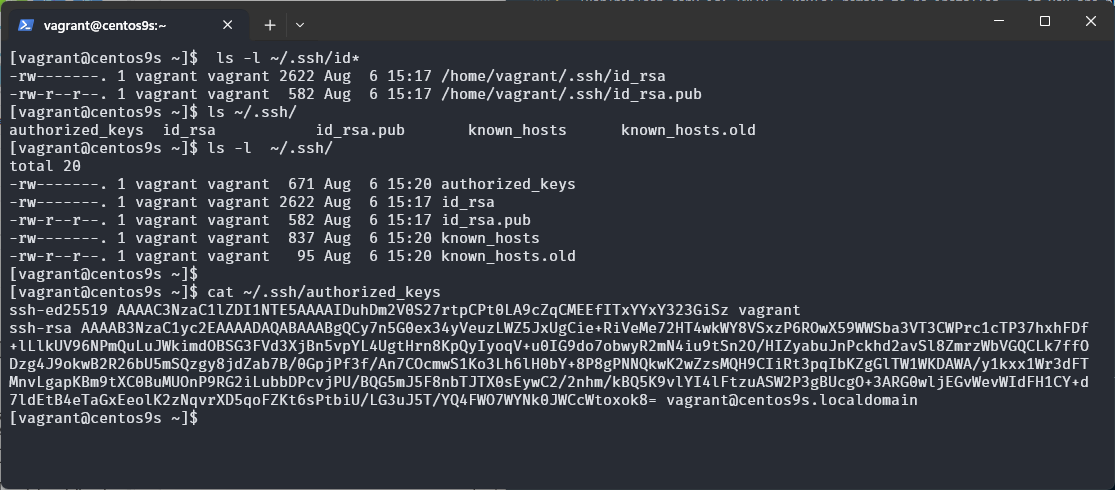 vagrant@centos9s:~
[vagrant@centos9s ~]$  ls -l ~/.ssh/id*
-rw-------. 1 vagrant vagrant 2622 Aug  6 15:17 /home/vagrant/.ssh/id_rsa
-rw-r--r--. 1 vagrant vagrant  582 Aug  6 15:17 /home/vagrant/.ssh/id_rsa.pub
[vagrant@centos9s ~]$ ls ~/.ssh/
authorized_keys  id_rsa           id_rsa.pub       known_hosts      known_hosts.old
[vagrant@centos9s ~]$ ls -l  ~/.ssh/
total 20
-rw-------. 1 vagrant vagrant  671 Aug  6 15:20 authorized_keys
-rw-------. 1 vagrant vagrant 2622 Aug  6 15:17 id_rsa
-rw-r--r--. 1 vagrant vagrant  582 Aug  6 15:17 id_rsa.pub
-rw-------. 1 vagrant vagrant  837 Aug  6 15:20 known_hosts
-rw-r--r--. 1 vagrant vagrant   95 Aug  6 15:20 known_hosts.old
[vagrant@centos9s ~]$
[vagrant@centos9s ~]$ cat ~/.ssh/authorized_keys
ssh-ed25519 AAAAC3NzaC1lZDI1NTE5AAAAIDuhDm2V0S27rtpCPt0LA9cZqCMEEfITxYYxY323GiSz vagrant
ssh-rsa AAAAB3NzaC1yc2EAAAADAQABAAABgQCy7n5G0ex34yVeuzLWZ5JxUgCie+RiVeMe72HT4wkWY8VSxzP6ROwX59WWSba3VT3CWPrc1cTP37hxhFDf
+lLlkUV96NPmQuLuJWkimdOBSG3FVd3XjBn5vpYL4UgtHrn8KpQyIyoqV+u0IG9do7obwyR2mN4iu9tSn2O/HIZyabuJnPckhd2avSl8ZmrzWbVGQCLk7ffO
Dzg4J9okwB2R26bU5mSQzgy8jdZab7B/0GpjPf3f/An7COcmwS1Ko3Lh6lH0bY+8P8gPNNQkwK2wZzsMQH9CIiRt3pqIbKZgGlTW1WKDAWA/y1kxx1Wr3dFT
MnvLgapKBm9tXC0BuMUOnP9RG2iLubbDPcvjPU/BQG5mJ5F8nbTJTX0sEywC2/2nhm/kBQ5K9vlYI4lFtzuASW2P3gBUcgO+3ARG0wljEGvWevWIdFH1CY+d
7ldEtB4eTaGxEeolK2zNqvrXD5qoFZKt6sPtbiU/LG3uJ5T/YQ4FWO7WYNk0JWCcWtoxok8= vagrant@centos9s.localdomain
[vagrant@centos9s ~]$